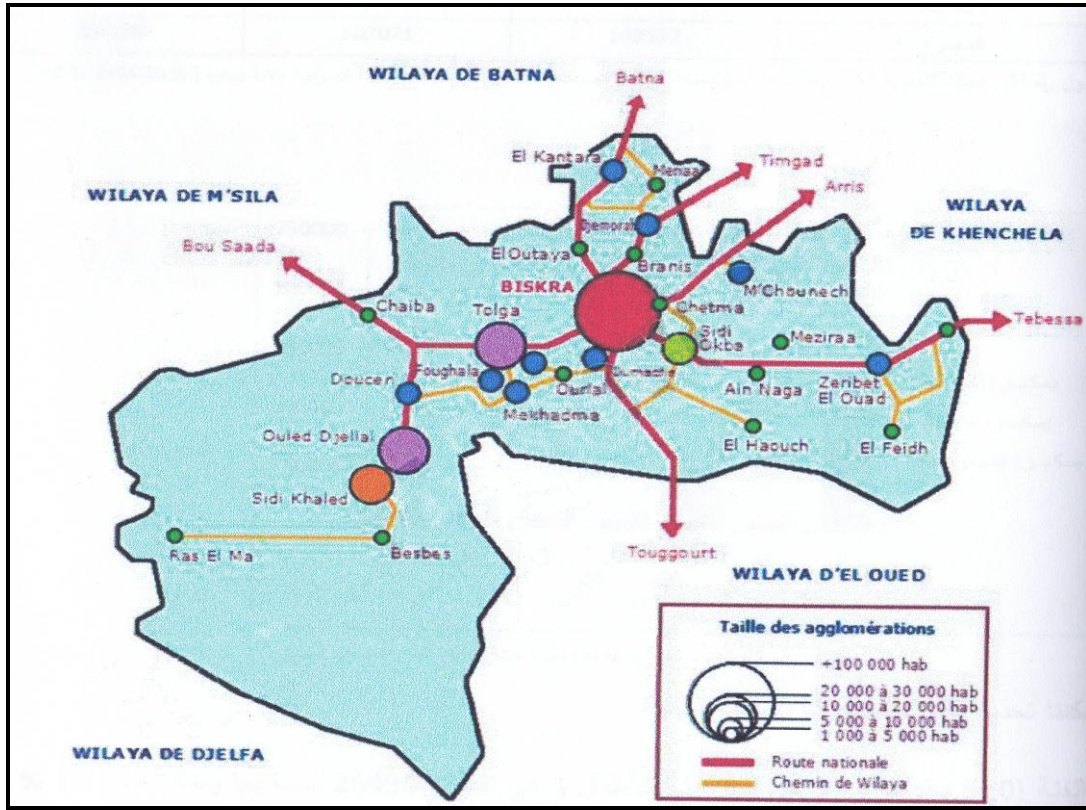 WILAYA DE BATNA
Batna
El Kantara
Menaa
Timgad
WILAYA DE M'SILA
Arris
WILAYA
DE KHENCHELA
Djemorah
Bou Saada
El Outaya
Branis
BISKRA
M'Chounech
Chaiba
Tolga
Chetma
Tebessa
Sidi
Okba
Meziraa
Doucen
Foughala
Ourlal
Oumache
Ain Naga
Zeribet
El Ouad
Mekhadma
Ouled Djellal
El Haouch
El Feidh
Sidi Khaled
Ras El Ma
Besbes
Touggourt
WILAYA D'EL OUED
Taille des agglomérations
+100 000 hab
20 000 à 30 000 hab
10 000 à 20 000 hab
5 000 à 10 000 hab
1 000 à 5 000 hab
Route nationale
Chemin de Wilaya
WILAYA DE DJELFA